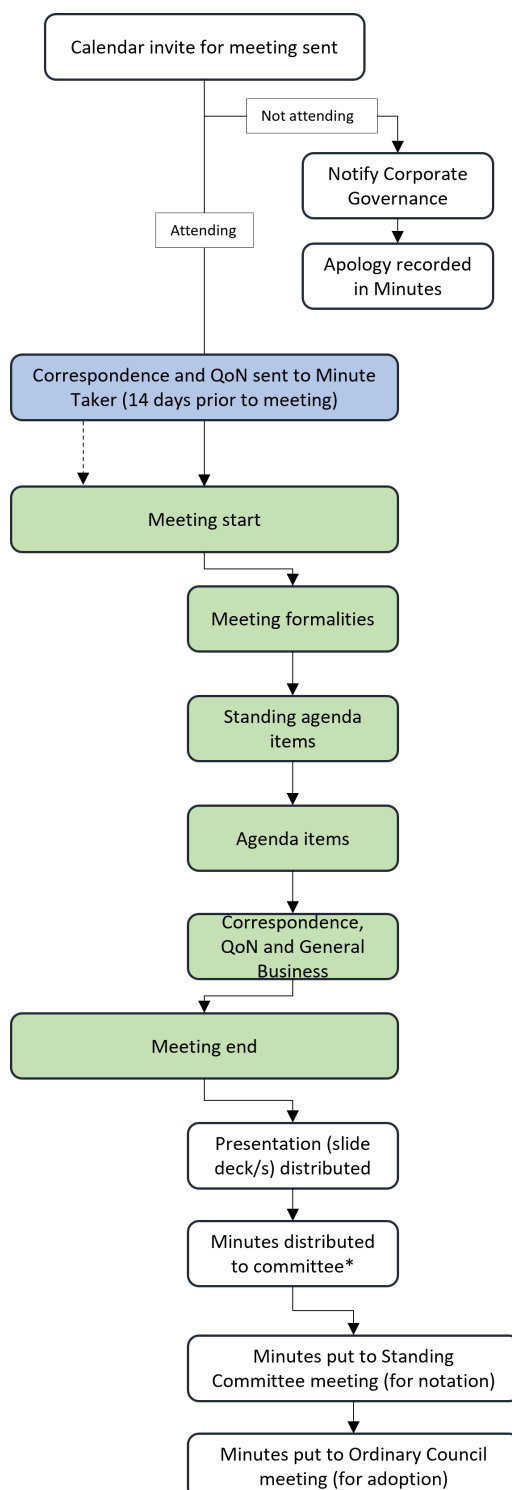 Calendar invite for meeting sent
Not attending
Notify Corporate
Governance
Attending
Apology recorded
in Minutes
Correspondence and QoN sent to Minute
Taker (14 days prior to meeting)
Meeting start
Meeting formalities
Standing agenda
items
Agenda items
Correspondence,
QoN and General
Business
Meeting end
Presentation (slide
deck/s) distributed
Minutes distributed
to committee*
Minutes put to Standing
Committee meeting (for notation)
Minutes put to Ordinary Council
meeting (for adoption)